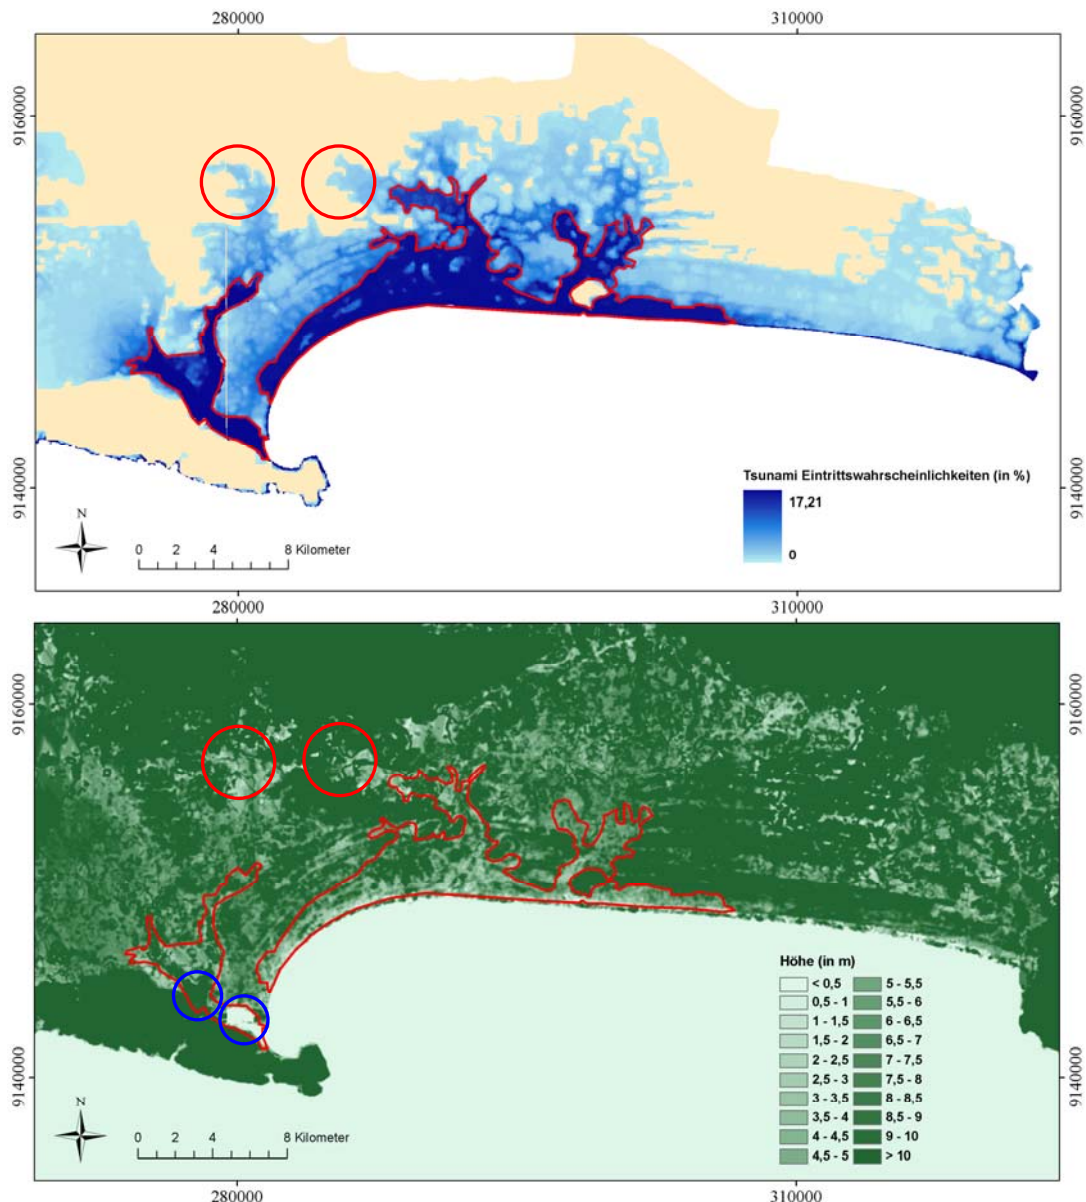 280000 310000
9160000 9160000
Tsunami Eintrittswahrscheinlichkeiten (in %)
17,21
0
9140000 9140000
N
0 2 4 8 Kilometer
280000 310000
9160000 9160000
Höhe (in m)
< 0,5 5 - 5,5
0,5 - 1 5,5 - 6
1 - 1,5 6 - 6,5
1,5 - 2 6,5 - 7
2 - 2,5 7 - 7,5
2,5 - 3 7,5 - 8
3 - 3,5 8 - 8,5
3,5 - 4 8,5 - 9
4 - 4,5 9 - 10
4,5 - 5 > 10
9140000 9140000
N
0 2 4 8 Kilometer
280000 310000